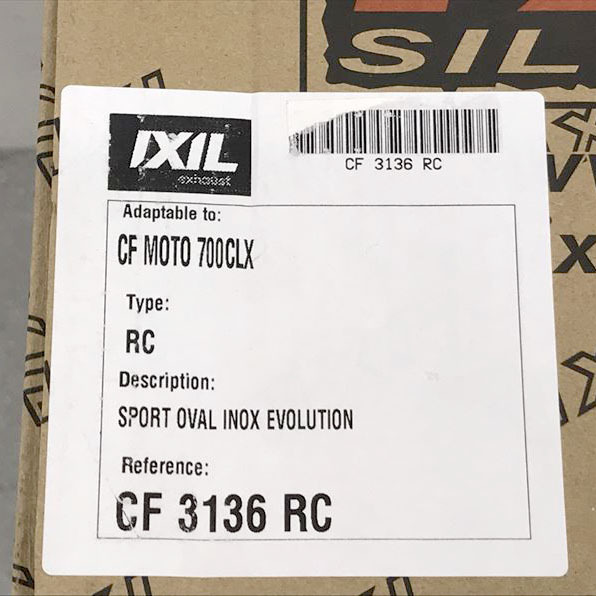 SIL
IXIL
exhaust
CF 3136 RC
Adaptable to:
CF MOTO 700CLX
Type:
RC
Description:
SPORT OVAL INOX EVOLUTION
Reference:
CF 3136 RC